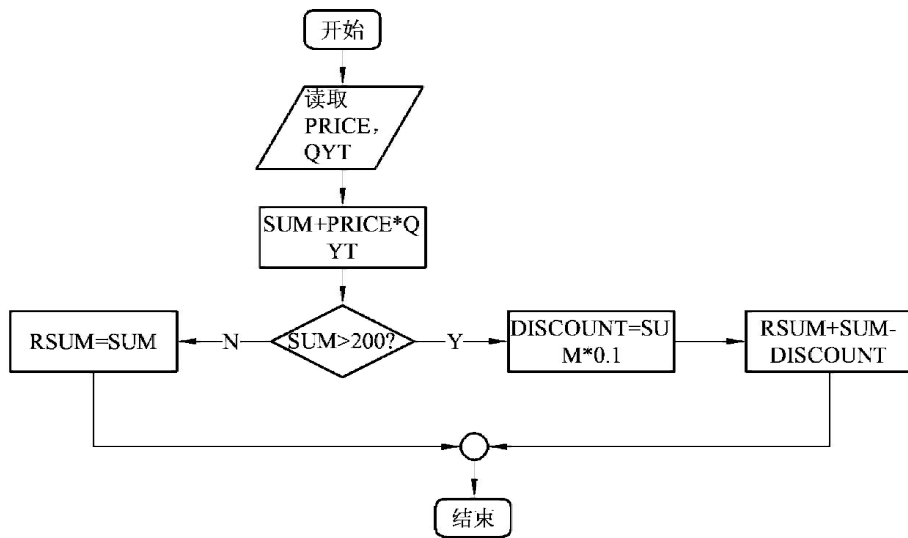 开始
读取
PRICE，
QYT
SUM+PRICE*Q
YT
RSUM=SUM
N
SUM>200?
Y
DISCOUNT=SU
M*0.1
RSUM+SUM-
DISCOUNT
结束